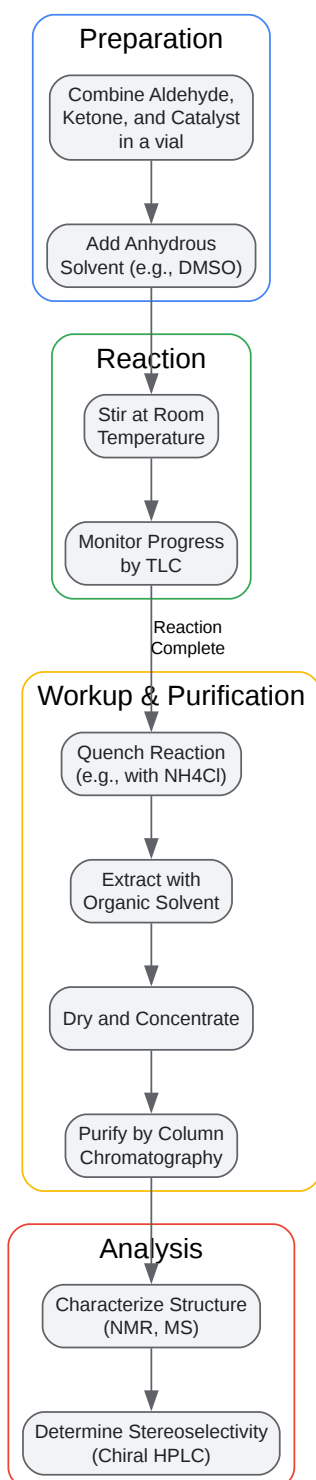 Preparation
Combine Aldehyde,
Ketone, and Catalyst
in a vial
Add Anhydrous
Solvent (e.g., DMSO)
Reaction
Stir at Room
Temperature
Monitor Progress
by TLC
Reaction
Complete
Workup & Purification
Quench Reaction
(e.g., with NH4Cl)
Extract with
Organic Solvent
Dry and Concentrate
Purify by Column
Chromatography
Analysis
Characterize Structure
(NMR, MS)
Determine Stereoselectivity
(Chiral HPLC)